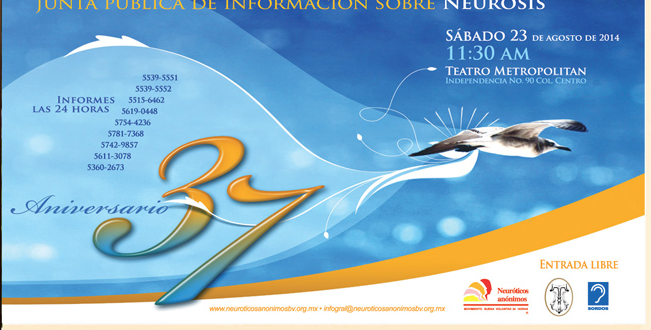 JUNTA PÚBLICA DE INFORMACIÓN SOBRE NEUROSIS
SÁBADO 23 DE AGOSTO DE 2014
11:30 AM
TEATRO METROPOLITAN
INDEPENDENCIA NO. 90 COL. CENTRO
INFORMES
LAS 24 HORAS
5539-5551
5539-5552
5515-6462
5619-0448
5754-4236
5781-7368
5742-9857
5611-3078
5360-2673
Aniversario
37
ENTRADA LIBRE
Neuróticos
anónimos
SORDOS
www.neuroticosanonimosbv.org.mx • infogral@neuroticosanonimosbv.org.mx